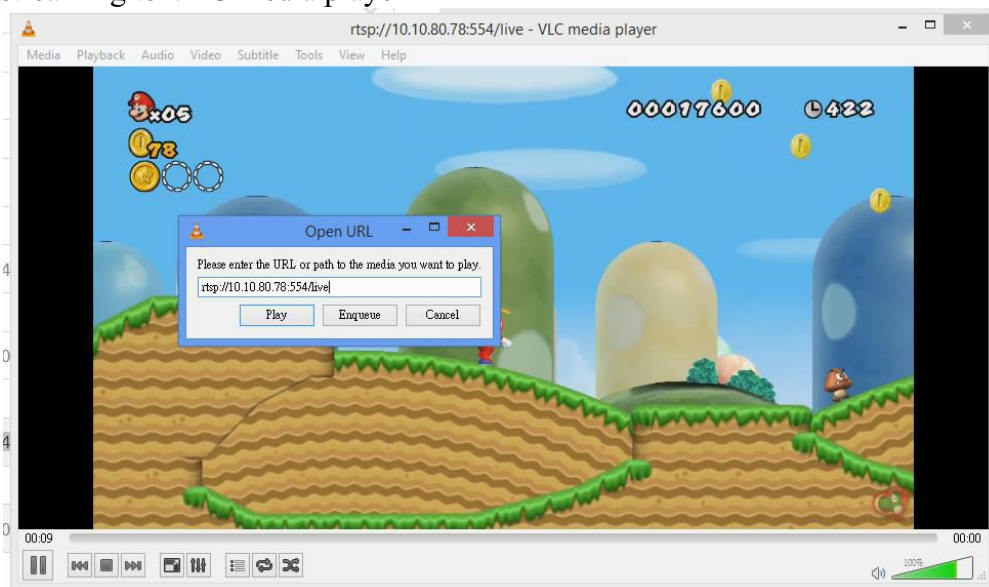 rtsp://10.10.80.78:554/live - VLC media player
Media Playback Audio Video Subtitle Tools View Help
x05
00017600
422
78
Open URL
Please enter the URL or path to the media you want to play.
rtsp://10.10.80.78:554/live
Play Enqueue Cancel
00:09
00:00
100%